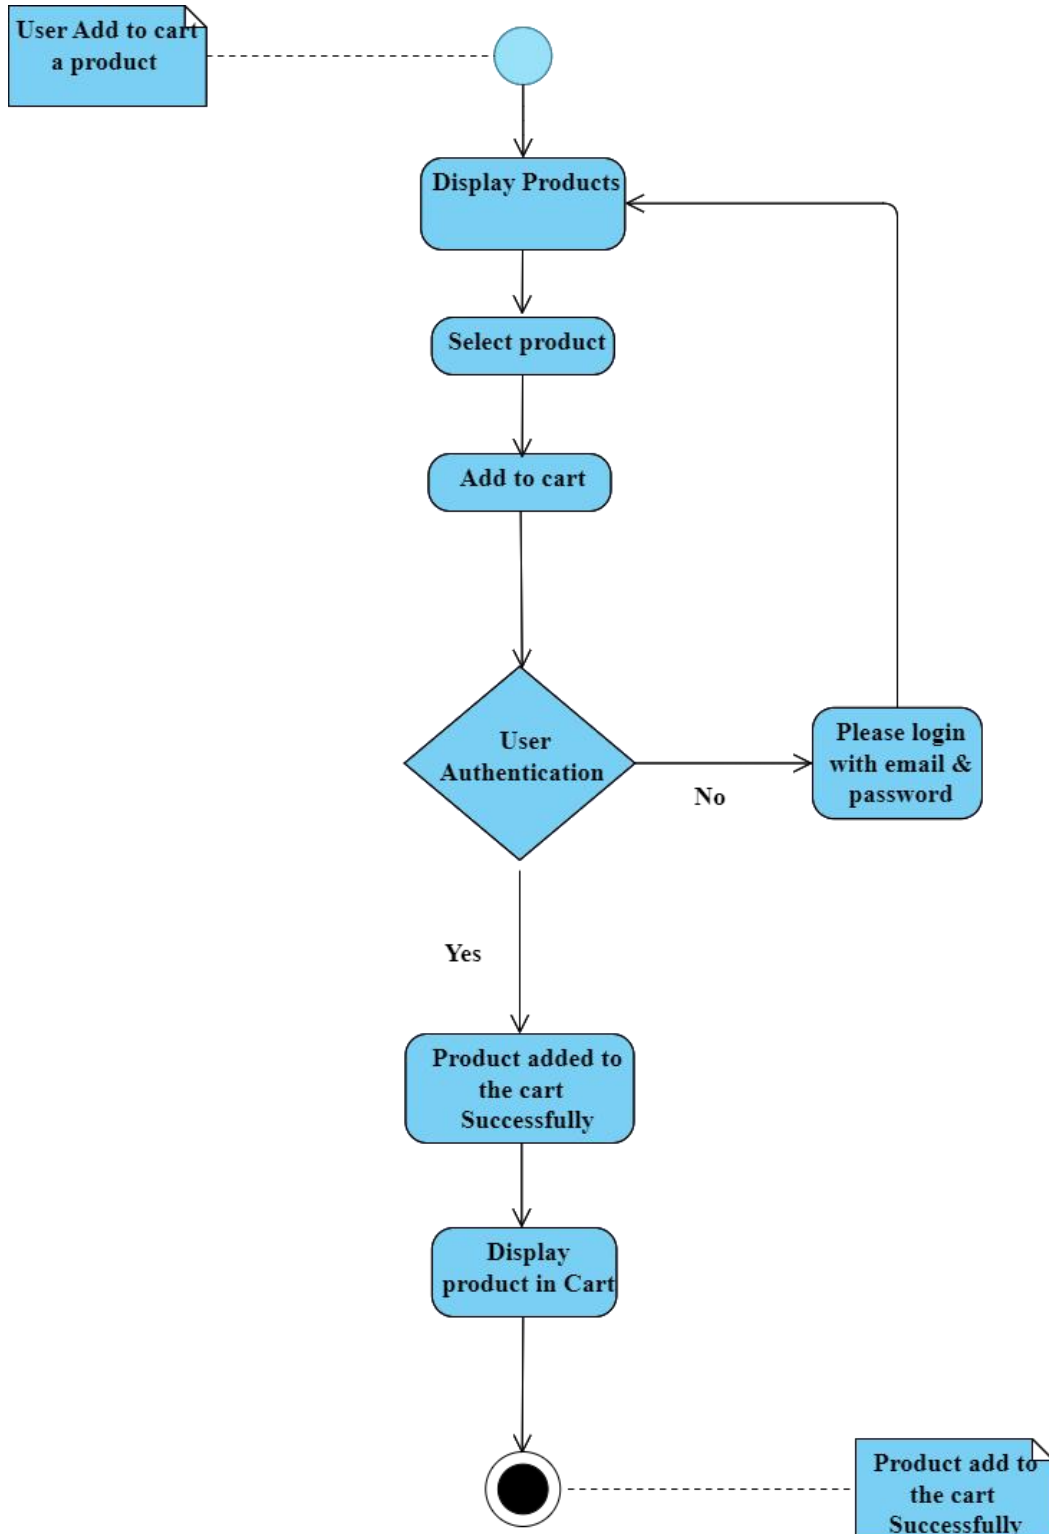 User Add to cart
a product
Display Products
Select product
Add to cart
User
Authentication
No
Please login
with email &
password
Yes
Product added to
the cart
Successfully
Display
product in Cart
Product add to
the cart
Successfully